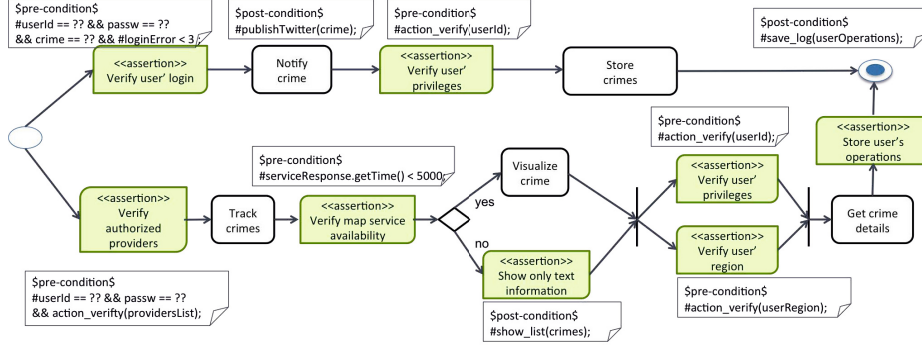 $pre-condition$
#userId == ?? && passw == ??
&& crime == ?? && #loginError < 3;
$post-condition$
#publishTwitter(crime);
$pre-condition$
#action_verify(userId);
$post-condition$
#save_log(userOperations);
<<assertion>>
Verify user' login
Notify
crime
<<assertion>>
Verify user'
privileges
Store
crimes
$pre-condition$
#serviceResponse.getTime() < 5000;
$pre-condition$
#action_verify(userId);
<<assertion>>
Store user's
operations
<<assertion>>
Verify
authorized
providers
Track
crimes
<<assertion>>
Verify map service
availability
yes
no
Visualize
crime
<<assertion>>
Show only text
information
<<assertion>>
Verify user'
privileges
<<assertion>>
Verify user'
region
Get crime
details
$pre-condition$
#userId == ?? && passw == ??
&& action_verifty(providersList);
$post-condition$
#show_list(crimes);
$pre-condition$
#action_verify(userRegion);